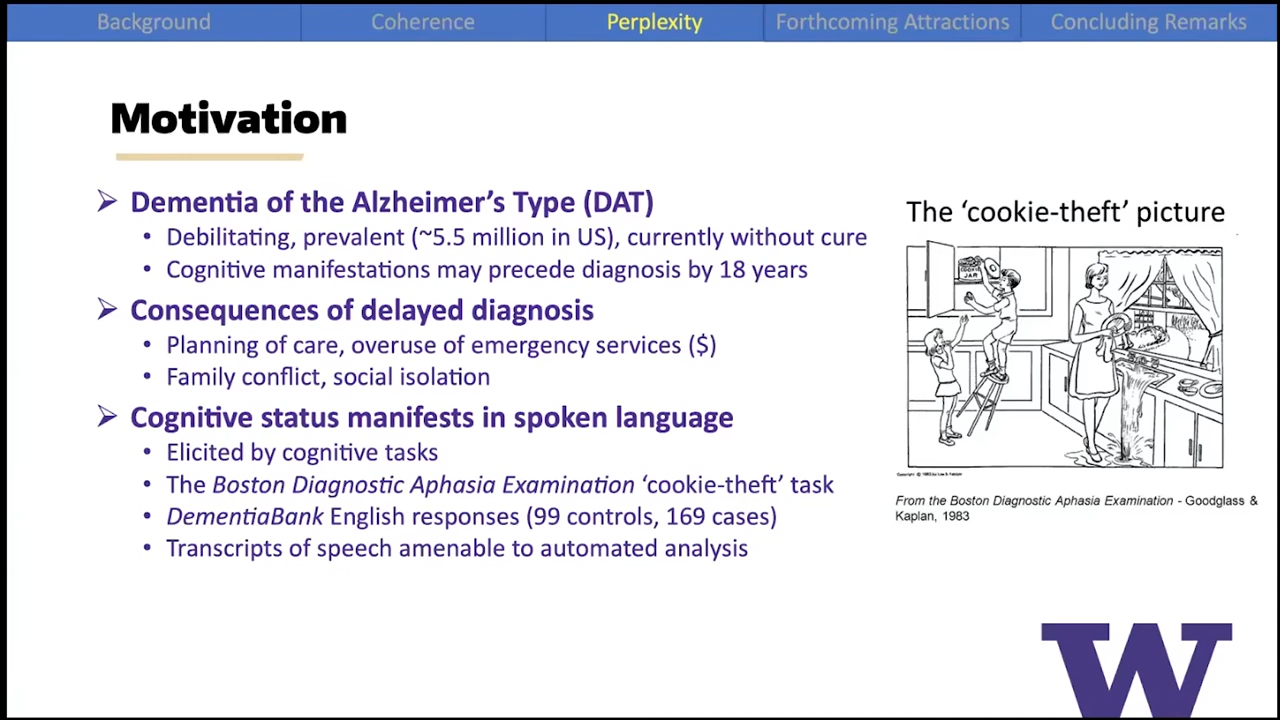 Background Coherence Perplexity Forthcoming Attractions Concluding Remarks
Motivation
➢ Dementia of the Alzheimer's Type (DAT)
• Debilitating, prevalent (~5.5 million in US), currently without cure
• Cognitive manifestations may precede diagnosis by 18 years
➢ Consequences of delayed diagnosis
• Planning of care, overuse of emergency services ($)
• Family conflict, social isolation
➢ Cognitive status manifests in spoken language
• Elicited by cognitive tasks
• The Boston Diagnostic Aphasia Examination 'cookie-theft' task
• DementiaBank English responses (99 controls, 169 cases)
• Transcripts of speech amenable to automated analysis
The 'cookie-theft' picture
COOKIE
JAR
From the Boston Diagnostic Aphasia Examination - Goodglass &
Kaplan, 1983
W